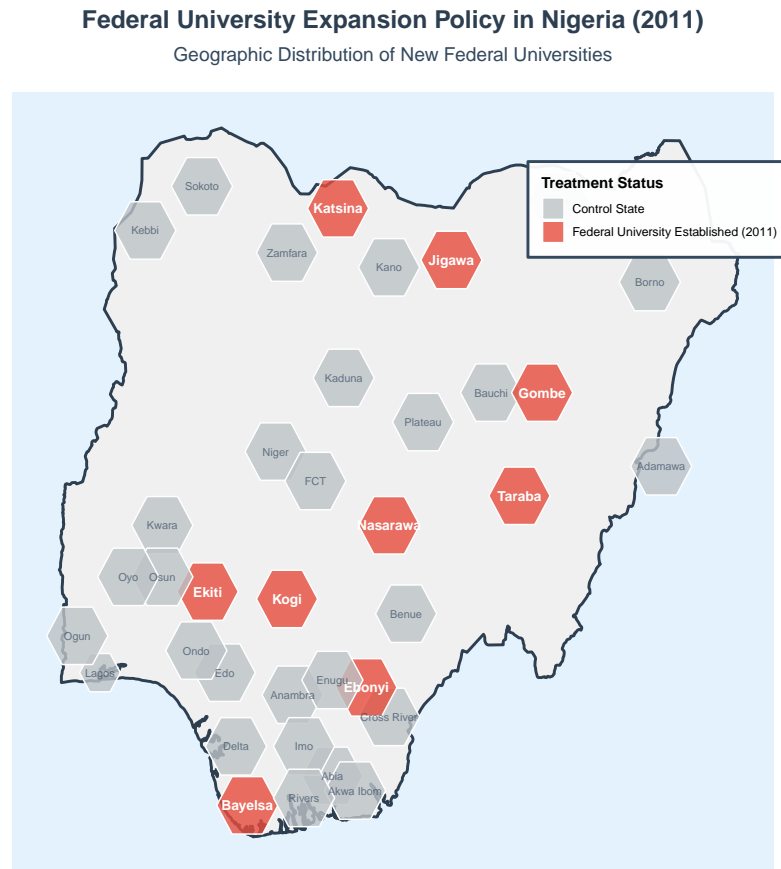 Federal University Expansion Policy in Nigeria (2011)
Geographic Distribution of New Federal Universities
Treatment Status
Control State
Federal University Established (2011)
Sokoto
Katsina
Kebbi
Zamfara
Kano
Jigawa
Borno
Kaduna
Bauchi
Gombe
Plateau
Niger
FCT
Adamawa
Taraba
Kwara
Nasarawa
Oyo
Osun
Ekiti
Kogi
Benue
Ogun
Ondo
Lagos
Edo
Enugu
Ebonyi
Anambra
Cross River
Delta
Imo
Abia
Akwa Ibom
Rivers
Bayelsa